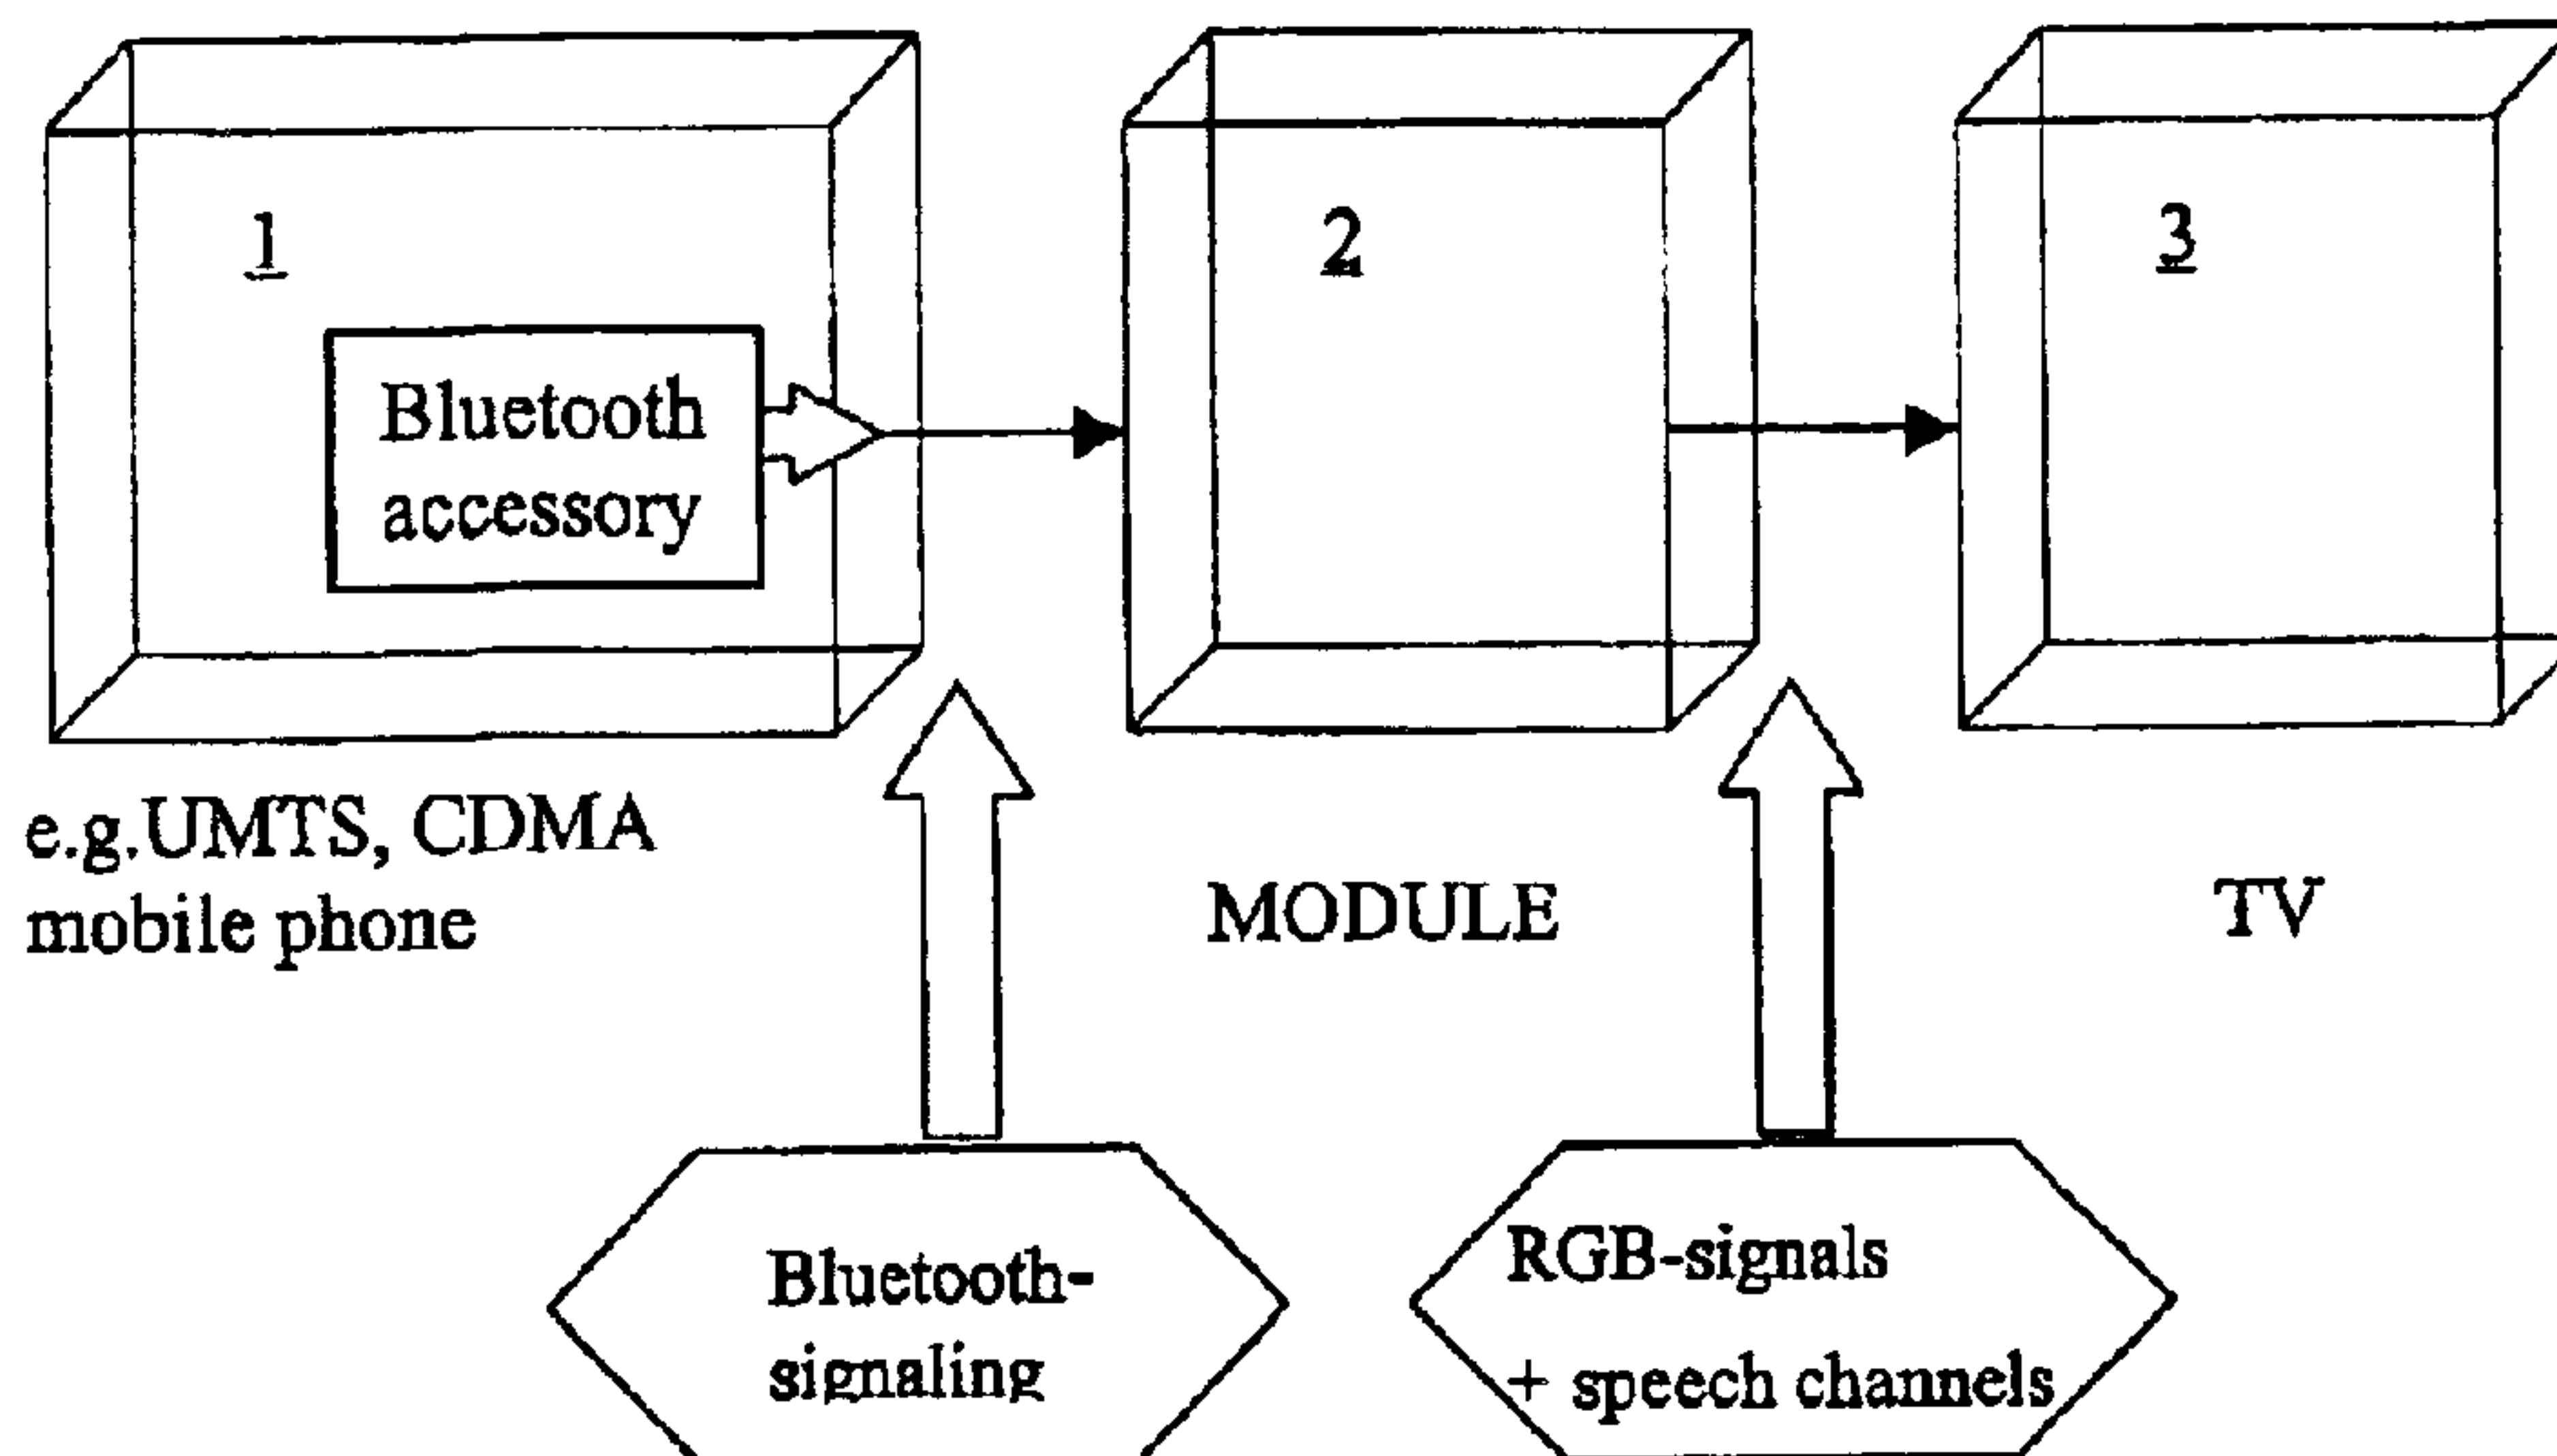 1
2
3
Bluetooth
accessory
e.g.UMTS, CDMA
mobile phone
MODULE
TV
Bluetooth-
signaling
RGB-signals
+ speech channels